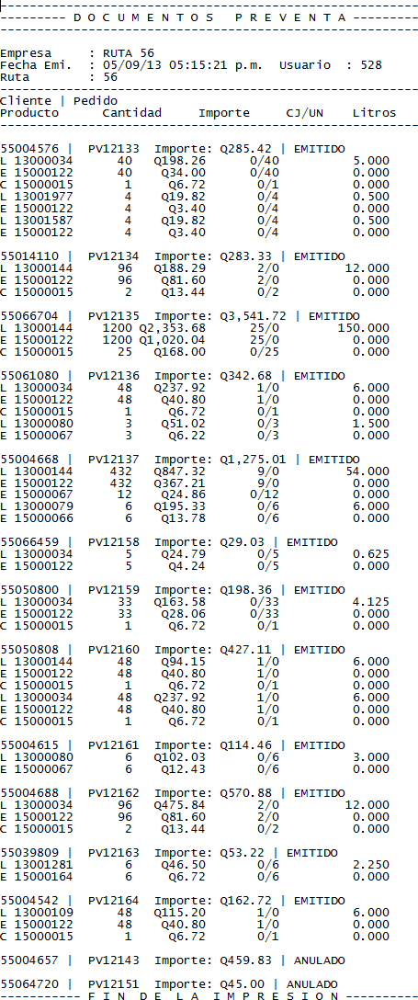 ------------------------------------------------------------
--------- D O C U M E N T O S   P R E V E N T A ---------
------------------------------------------------------------
Empresa     : RUTA 56
Fecha Emi.  : 05/09/13 05:15:21 p.m.  Usuario  : 528
Ruta        : 56
------------------------------------------------------------
Cliente | Pedido
Producto      Cantidad     Importe     CJ/UN    Litros
------------------------------------------------------------
55004576 |  PV12133  Importe: Q285.42 | EMITIDO
L 13000034     40  Q198.26     0/40     5.000
E 15000122     40  Q34.00     0/40     0.000
C 15000015     1  Q6.72     0/1     0.000
L 13001977     4  Q19.82     0/4     0.500
E 15000122     4  Q3.40     0/4     0.000
L 13001587     4  Q19.82     0/4     0.500
E 15000122     4  Q3.40     0/4     0.000
55014110 |  PV12134  Importe: Q283.33 | EMITIDO
L 13000144     96  Q188.29     2/0     12.000
E 15000122     96  Q81.60     2/0     0.000
C 15000015     2  Q13.44     0/2     0.000
55066704 |  PV12135  Importe: Q3,541.72 | EMITIDO
L 13000144     1200 Q2,353.68     25/0     150.000
E 15000122     1200 Q1,020.04     25/0     0.000
C 15000015     25  Q168.00     0/25     0.000
55061080 |  PV12136  Importe: Q342.68 | EMITIDO
L 13000034     48  Q237.92     1/0     6.000
E 15000122     48  Q40.80     1/0     0.000
C 15000015     1  Q6.72     0/1     0.000
L 13000080     3  Q51.02     0/3     1.500
E 15000067     3  Q6.22     0/3     0.000
55004668 |  PV12137  Importe: Q1,275.01 | EMITIDO
L 13000144     432  Q847.32     9/0     54.000
E 15000122     432  Q367.21     9/0     0.000
E 15000067     12  Q24.86     0/12     0.000
L 13000079     6  Q195.33     0/6     6.000
E 15000066     6  Q13.78     0/6     0.000
55066459 |  PV12158  Importe: Q29.03 | EMITIDO
L 13000034     5  Q24.79     0/5     0.625
E 15000122     5  Q4.24     0/5     0.000
55050800 |  PV12159  Importe: Q198.36 | EMITIDO
L 13000034     33  Q163.58     0/33     4.125
E 15000122     33  Q28.06     0/33     0.000
C 15000015     1  Q6.72     0/1     0.000
55050808 |  PV12160  Importe: Q427.11 | EMITIDO
L 13000144     48  Q94.15     1/0     6.000
E 15000122     48  Q40.80     1/0     0.000
C 15000015     1  Q6.72     0/1     0.000
L 13000034     48  Q237.92     1/0     6.000
E 15000122     48  Q40.80     1/0     0.000
C 15000015     1  Q6.72     0/1     0.000
55004615 |  PV12161  Importe: Q114.46 | EMITIDO
L 13000080     6  Q102.03     0/6     3.000
E 15000067     6  Q12.43     0/6     0.000
55004688 |  PV12162  Importe: Q570.88 | EMITIDO
L 13000034     96  Q475.84     2/0     12.000
E 15000122     96  Q81.60     2/0     0.000
C 15000015     2  Q13.44     0/2     0.000
55039809 |  PV12163  Importe: Q53.22 | EMITIDO
L 13001281     6  Q46.50     0/6     2.250
E 15000164     6  Q6.72     0/6     0.000
55004542 |  PV12164  Importe: Q162.72 | EMITIDO
L 13000109     48  Q115.20     1/0     6.000
E 15000122     48  Q40.80     1/0     0.000
C 15000015     1  Q6.72     0/1     0.000
55004657 |  PV12143  Importe: Q459.83 | ANULADO
55064720 |  PV12151  Importe: Q45.00 | ANULADO
----------- F I N  D E  L A  I M P R E S I O N ----------